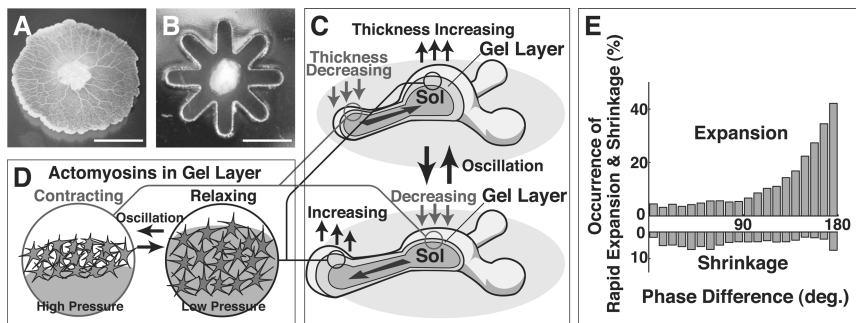 A
B
C
Thickness Increasing
Gel Layer
Thickness
Decreasing
Sol
Oscillation
Decreasing
Gel Layer
Increasing
Sol
D
Actomyosins in Gel Layer
Contracting
Relaxing
Oscillation
High Pressure
Low Pressure
E
Occurrence of
Rapid Expansion & Shrinkage (%)
40
20
0
Expansion
90
180
0
10
Shrinkage
Phase Difference (deg.)